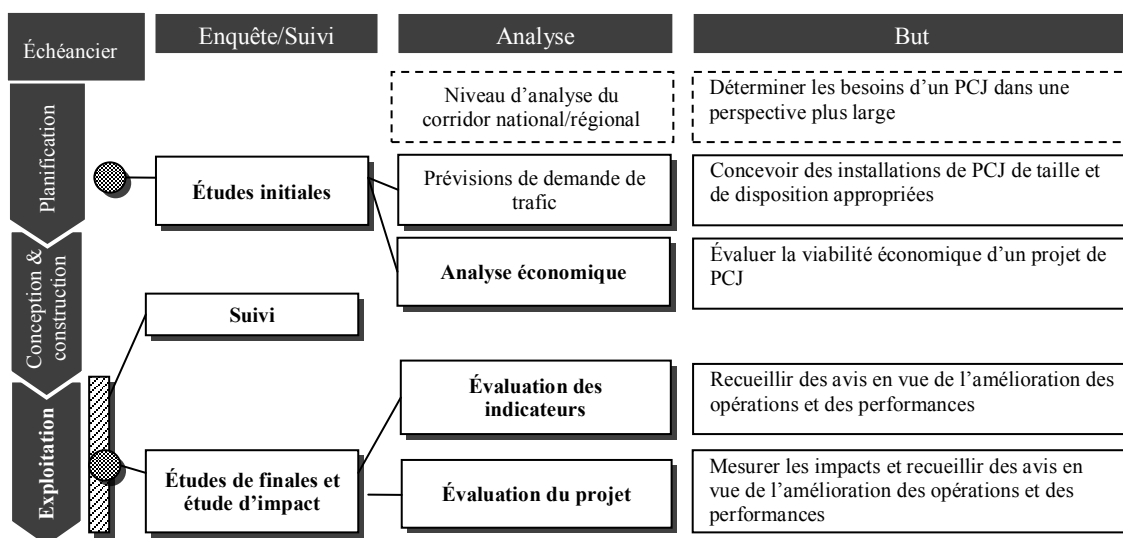 Échéancier
Enquête/Suivi
Analyse
But
Planification
Niveau d’analyse du
corridor national/régional
Déterminer les besoins d’un PCJ dans une
perspective plus large
Études initiales
Prévisions de demande de
trafic
Concevoir des installations de PCJ de taille et
de disposition appropriées
Analyse économique
Évaluer la viabilité économique d’un projet de
PCJ
Conception &
construction
Suivi
Exploitation
Évaluation des
indicateurs
Recueillir des avis en vue de l’amélioration des
opérations et des performances
Études de finales et
étude d’impact
Évaluation du projet
Mesurer les impacts et recueillir des avis en
vue de l’amélioration des opérations et des
performances